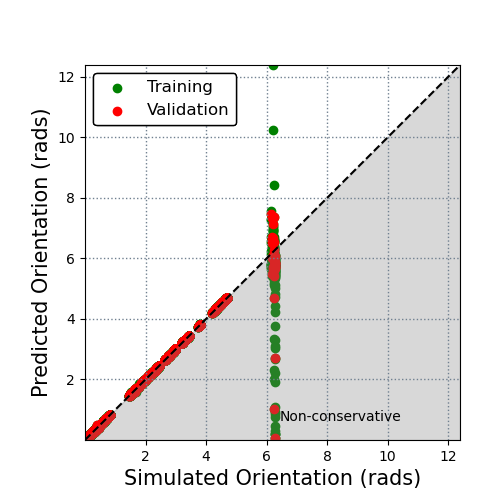 Training
Validation
12
10
8
6
4
2
Predicted Orientation (rads)
Non-conservative
2
4
6
8
10
12
Simulated Orientation (rads)